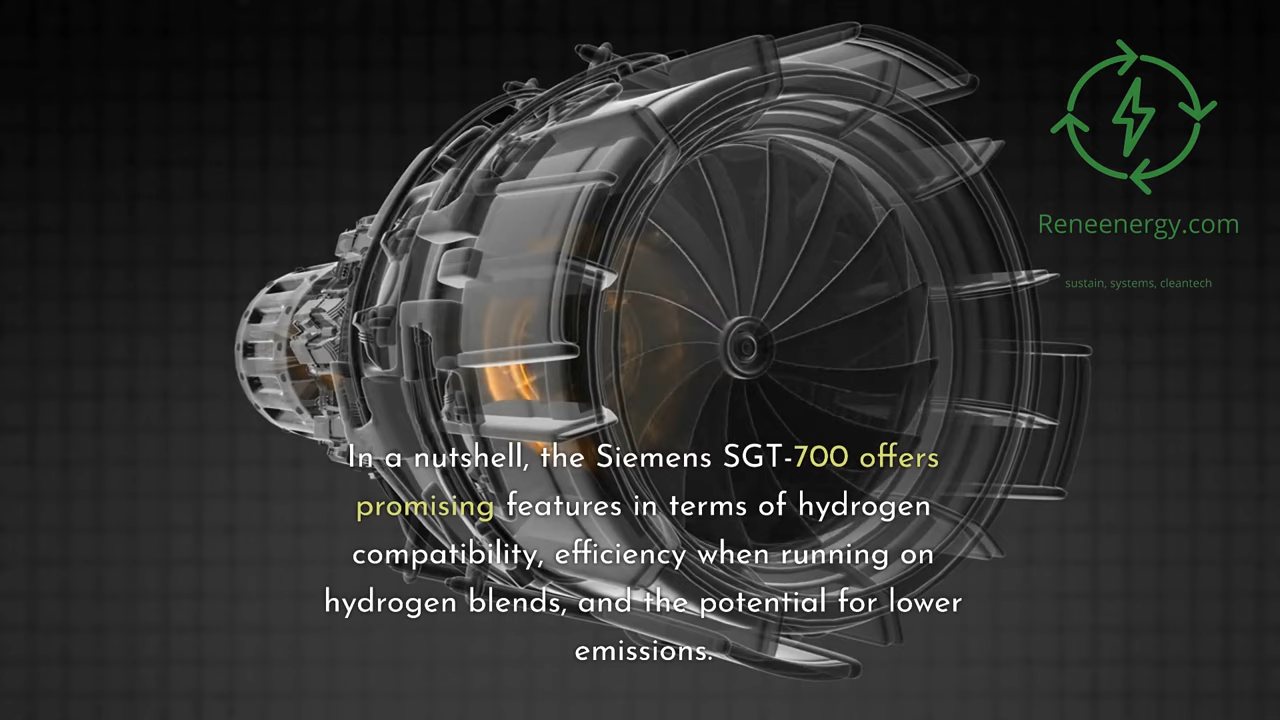 Reneenergy.com
sustain, systems, cleantech
In a nutshell, the Siemens SGT-700 offers
promising features in terms of hydrogen
compatibility, efficiency when running on
hydrogen blends, and the potential for lower
emissions.